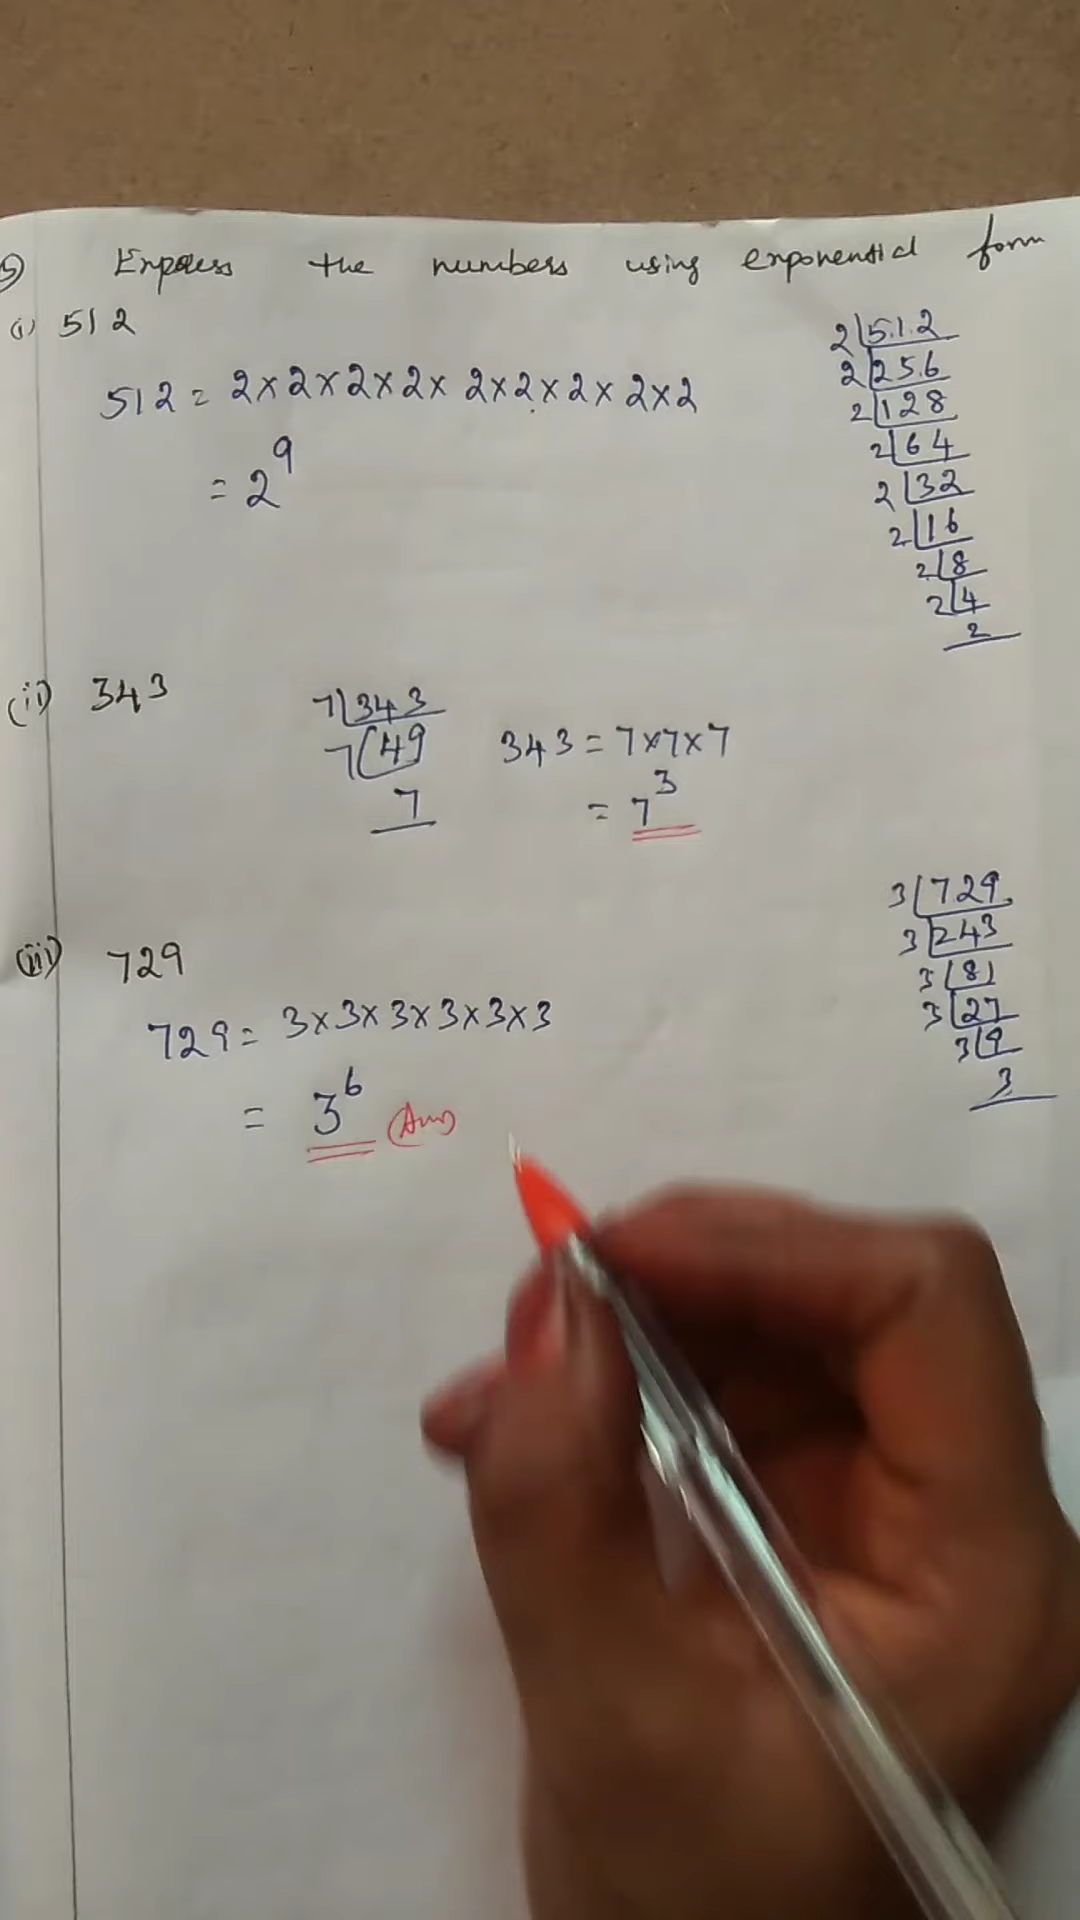 5) Express the numbers using exponential form
(i) 512
512 = 2×2×2×2×2×2×2×2×2
= 2⁹
2 | 512
2 | 256
2 | 128
2 | 64
2 | 32
2 | 16
2 | 8
2 | 4
2
(ii) 343
7 | 343
7 | 49
7
343 = 7×7×7
= 7³
(iii) 729
729 = 3×3×3×3×3×3
= 3⁶ (Ans)
3 | 729
3 | 243
3 | 81
3 | 27
3 | 9
3